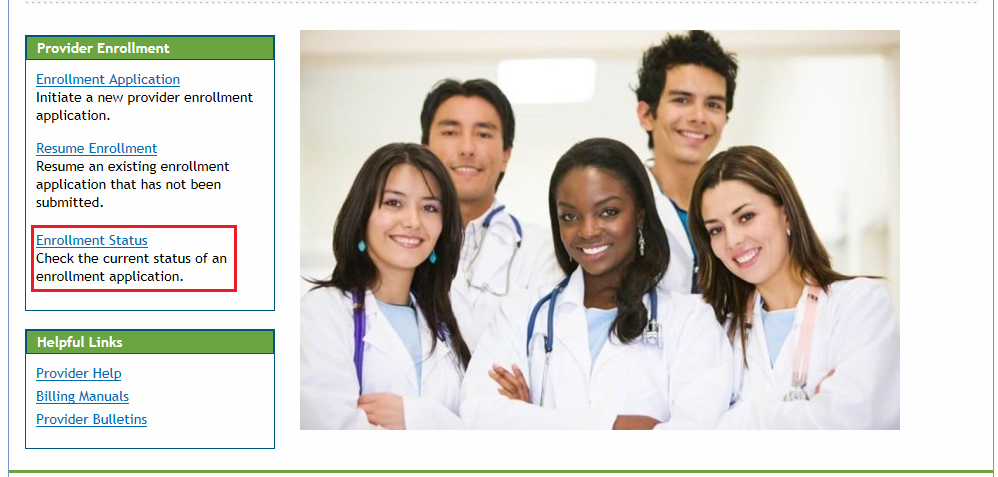 Provider Enrollment
Enrollment Application
Initiate a new provider enrollment
application.
Resume Enrollment
Resume an existing enrollment
application that has not been
submitted.
Enrollment Status
Check the current status of an
enrollment application.
Helpful Links
Provider Help
Billing Manuals
Provider Bulletins